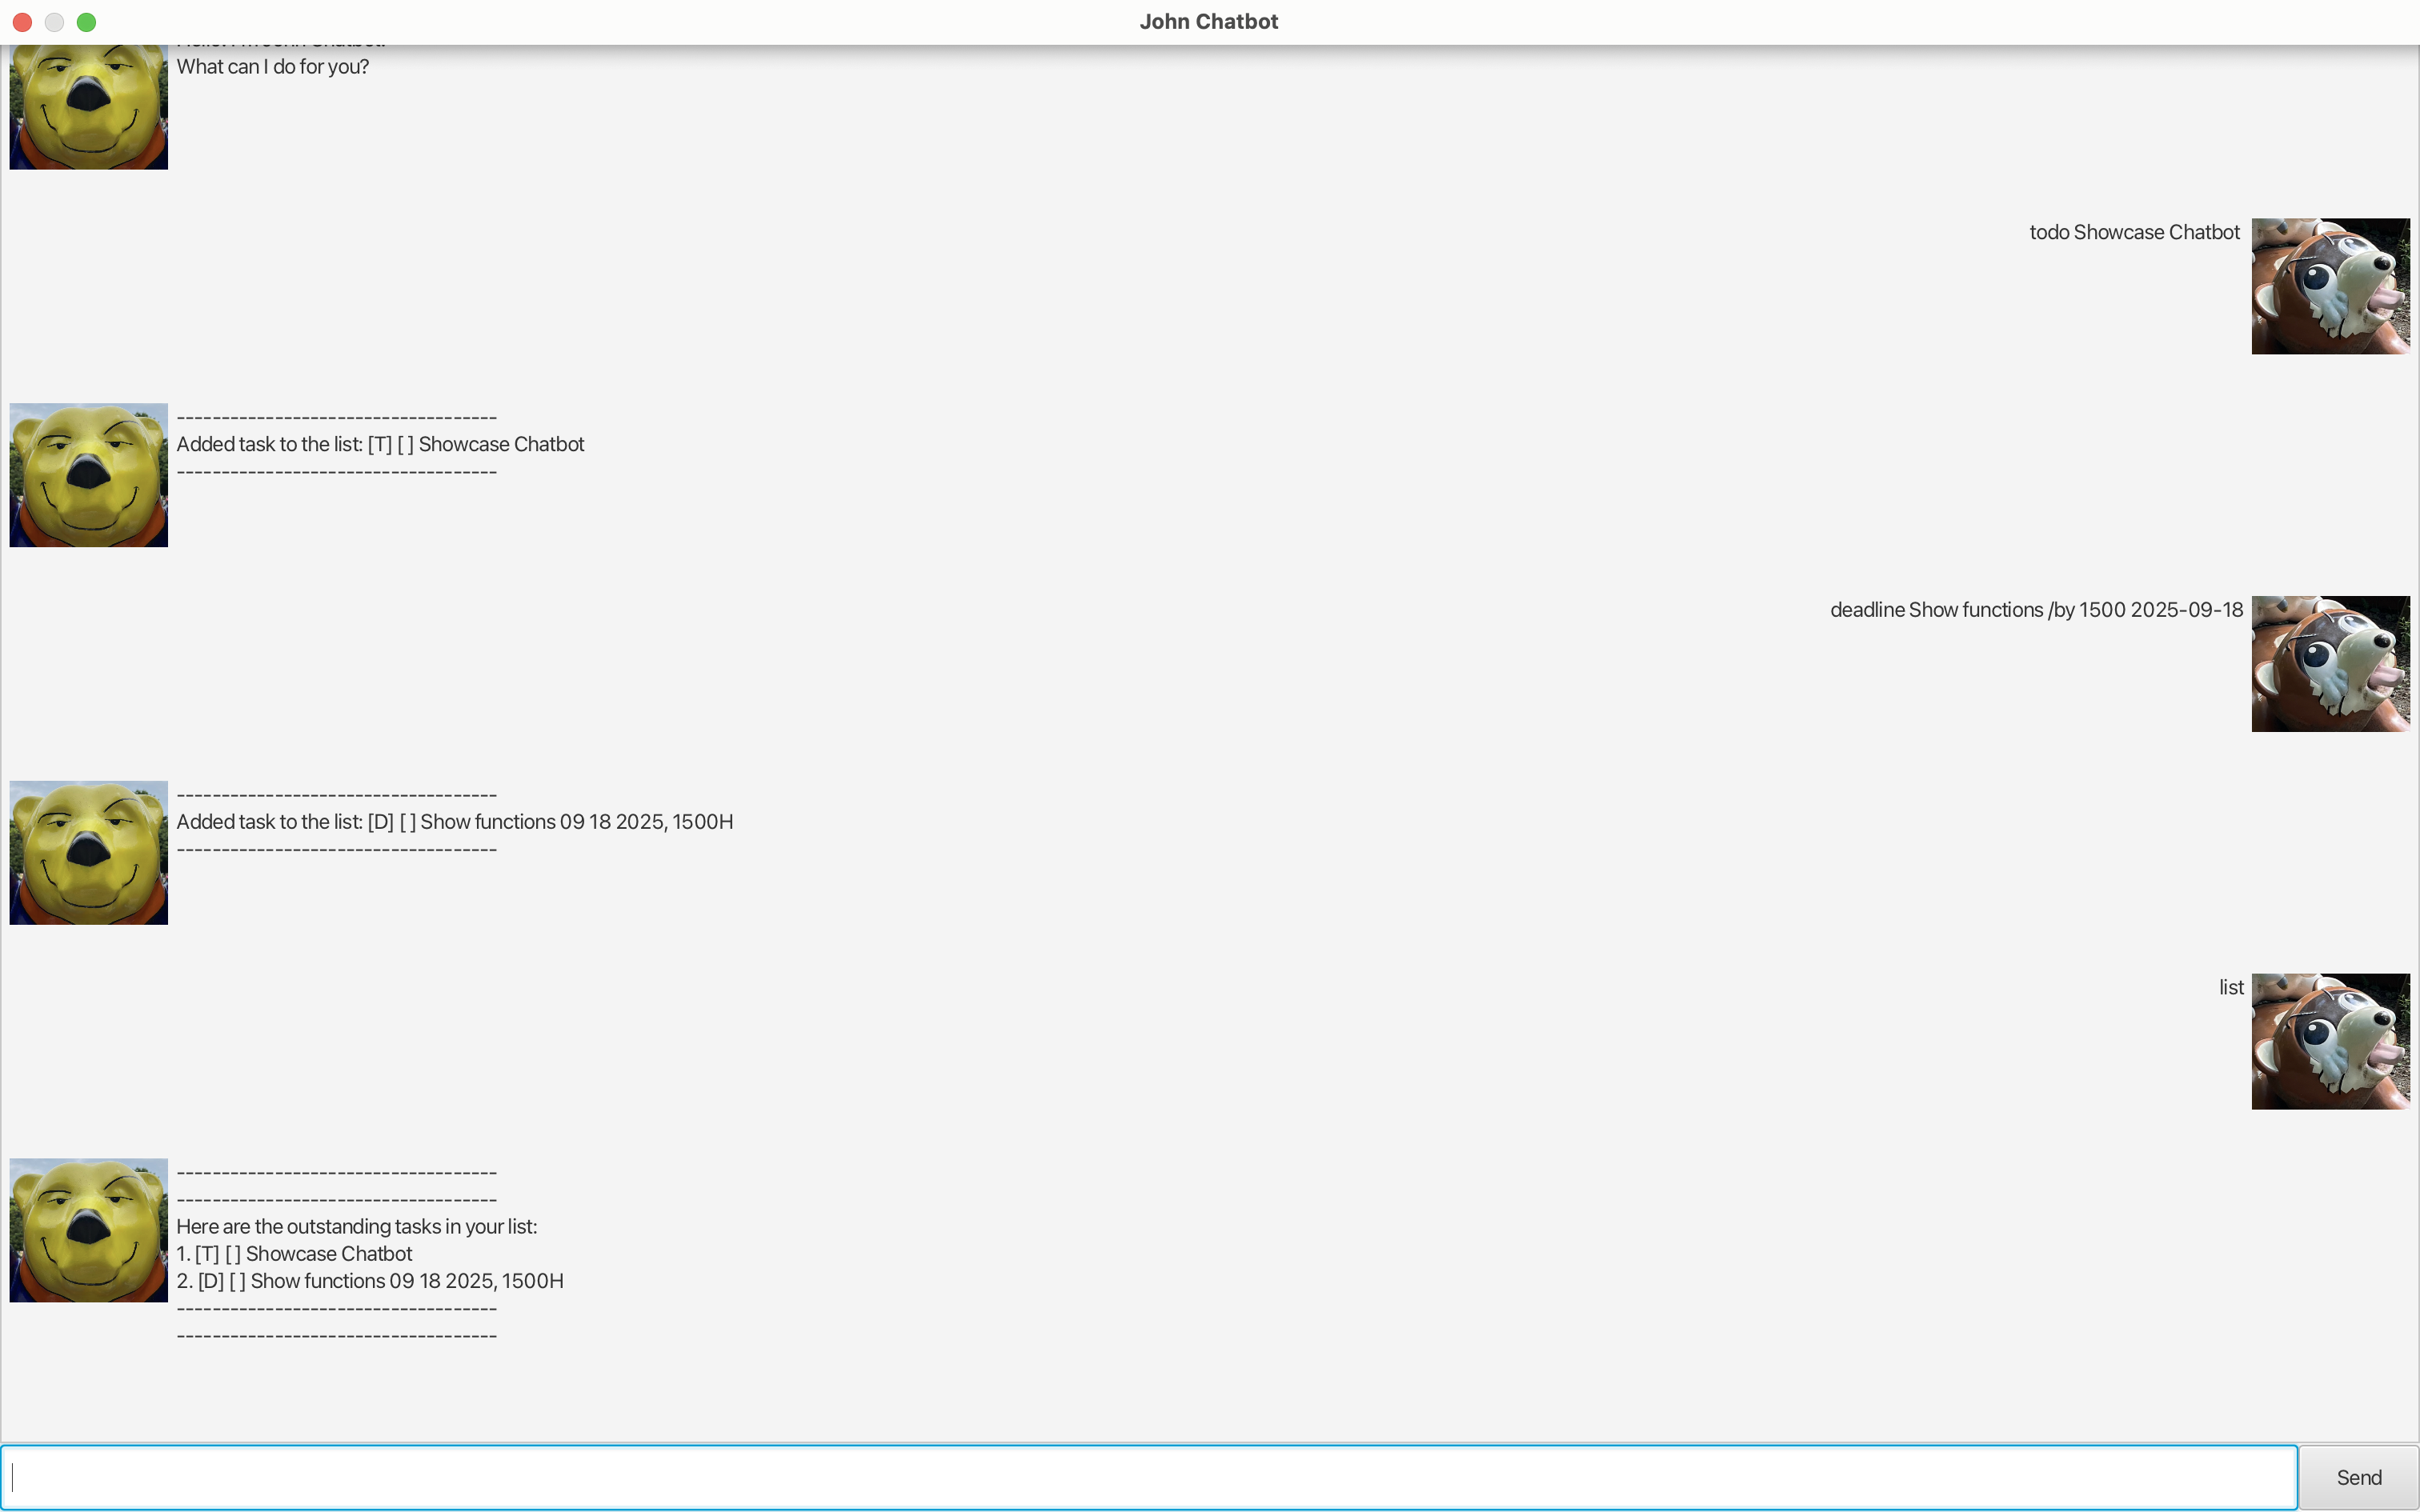 John Chatbot
What can I do for you?
todo Showcase Chatbot
------------------------------------
Added task to the list: [T] [ ] Showcase Chatbot
------------------------------------
deadline Show functions /by 1500 2025-09-18
------------------------------------
Added task to the list: [D] [ ] Show functions 09 18 2025, 1500H
------------------------------------
list
------------------------------------
------------------------------------
Here are the outstanding tasks in your list:
1. [T] [ ] Showcase Chatbot
2. [D] [ ] Show functions 09 18 2025, 1500H
------------------------------------
------------------------------------
Send